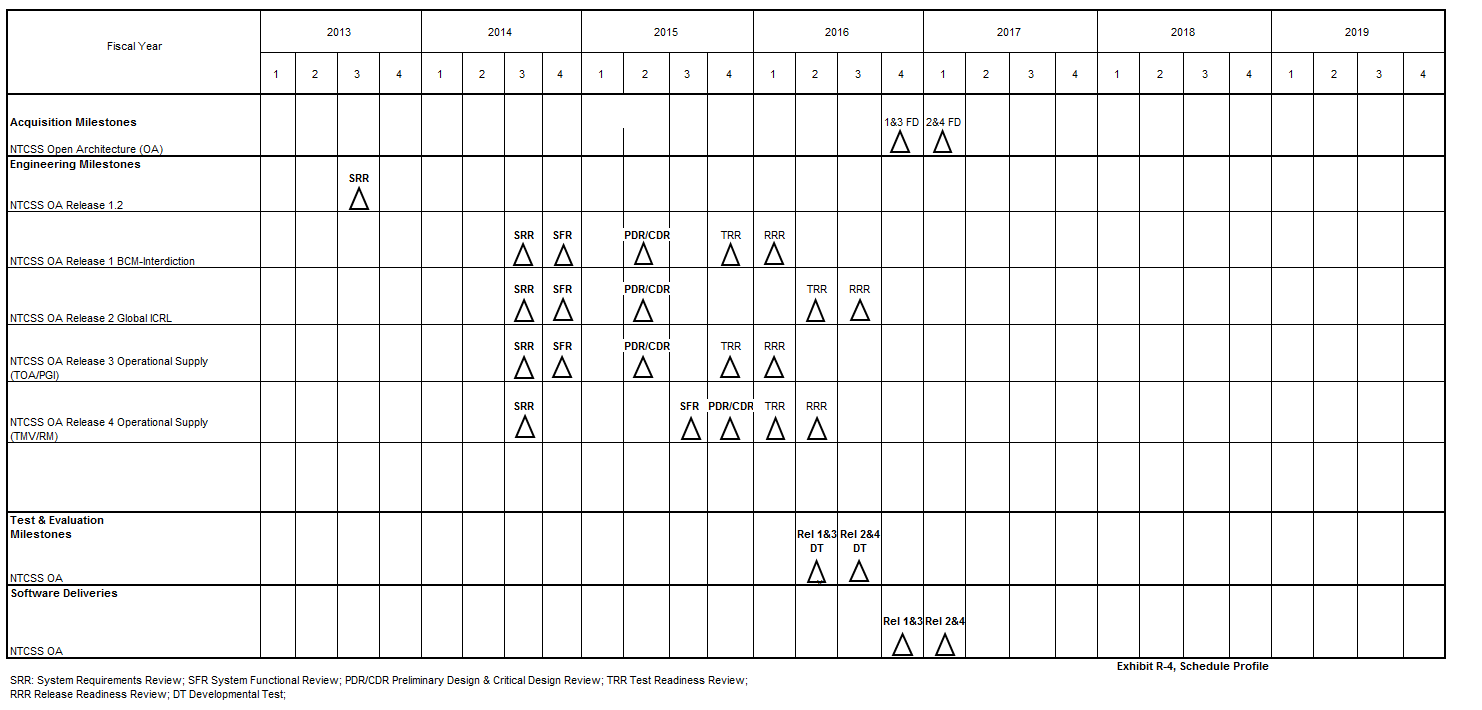 Fiscal Year 2013 2014 2015 2016 2017 2018 2019
1 2 3 4 1 2 3 4 1 2 3 4 1 2 3 4 1 2 3 4 1 2 3 4 1 2 3 4
Acquisition Milestones 1&3 FD 2&4 FD
NTCSS Open Architecture (OA)
Engineering Milestones
SRR
NTCSS OA Release 1.2
SRR SFR PDR/CDR TRR RRR
NTCSS OA Release 1 BCM-Interdiction
SRR SFR PDR/CDR TRR RRR
NTCSS OA Release 2 Global ICRL
SRR SFR PDR/CDR TRR RRR
NTCSS OA Release 3 Operational Supply
(TOA/PGI)
SRR SFR PDR/CDR TRR RRR
NTCSS OA Release 4 Operational Supply
(TMV/RM)
Test & Evaluation
Milestones Rel 1&3 Rel 2&4
DT DT
NTCSS OA
Software Deliveries
Rel 1&3 Rel 2&4
NTCSS OA
Exhibit R-4, Schedule Profile
SRR: System Requirements Review; SFR System Functional Review; PDR/CDR Preliminary Design & Critical Design Review; TRR Test Readiness Review;
RRR Release Readiness Review; DT Developmental Test;